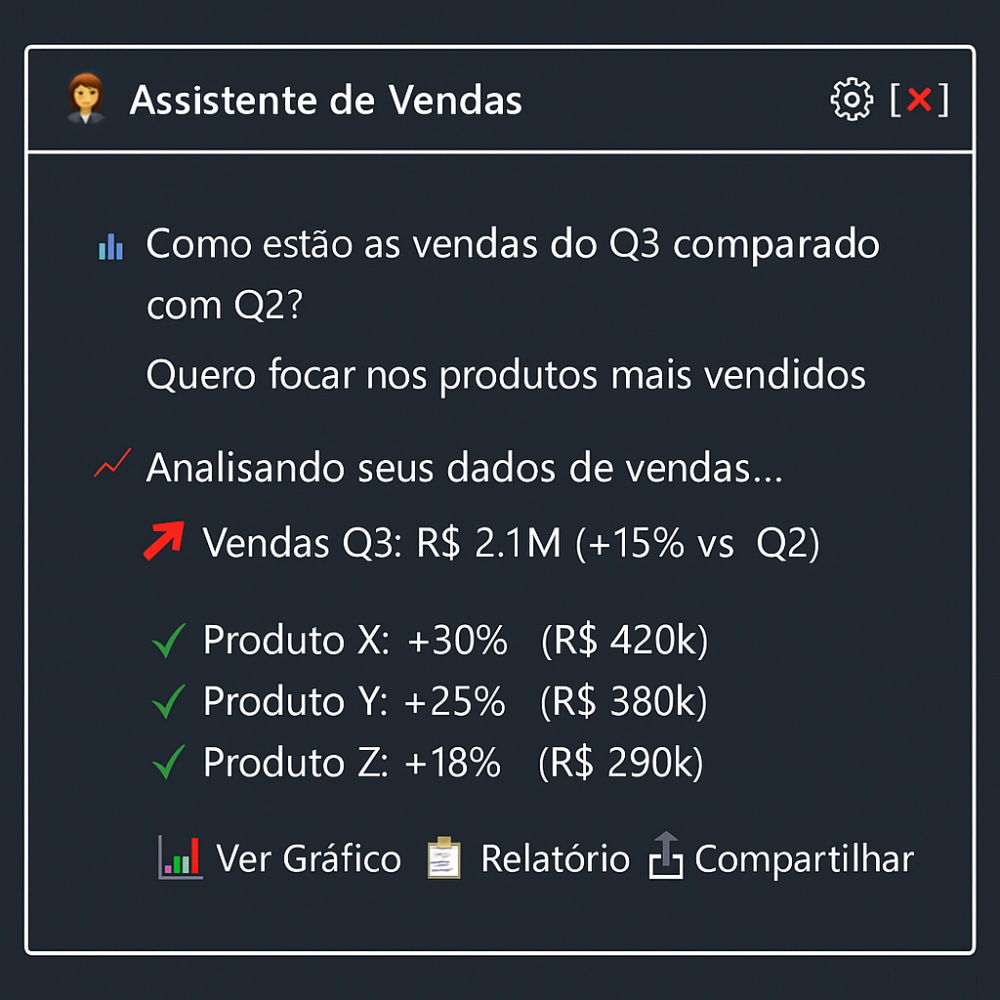 Assistente de Vendas [×]
Como estão as vendas do Q3 comparado
com Q2?
Quero focar nos produtos mais vendidos
Analisando seus dados de vendas...
Vendas Q3: R$ 2.1M (+15% vs Q2)
Produto X: +30% (R$ 420k)
Produto Y: +25% (R$ 380k)
Produto Z: +18% (R$ 290k)
Ver Gráfico Relatório Compartilhar